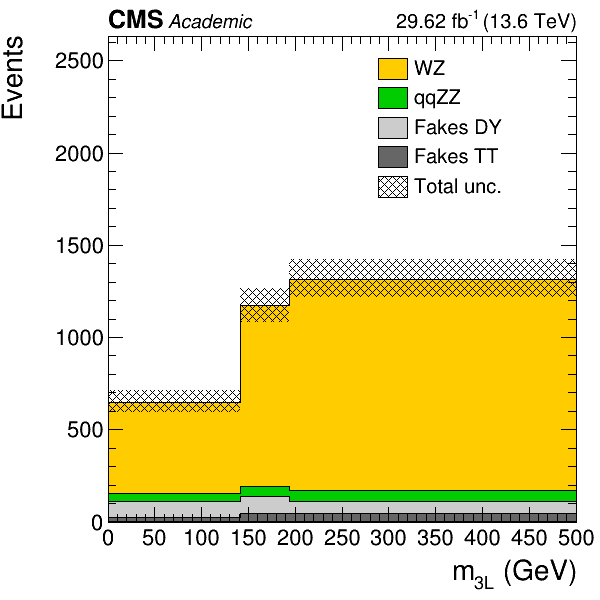 CMS Academic 29.62 fb⁻¹ (13.6 TeV)
Events
2500
2000
1500
1000
500
0
WZ
qqZZ
Fakes DY
Fakes TT
Total unc.
0 50 100 150 200 250 300 350 400 450 500
m₃L (GeV)